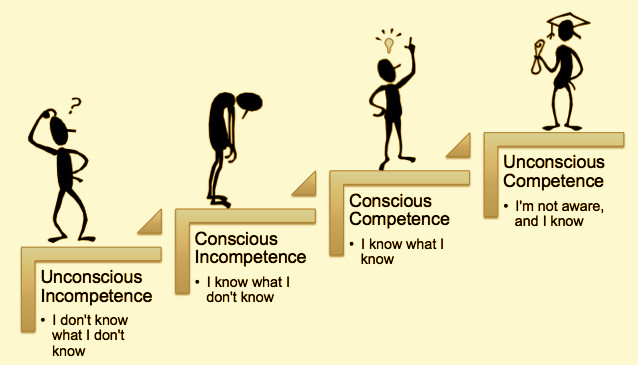 ?
Unconscious
Incompetence
• I don't know
what I don't
know
Conscious
Incompetence
• I know what I
don't know
Conscious
Competence
• I know what I
know
Unconscious
Competence
• I'm not aware,
and I know